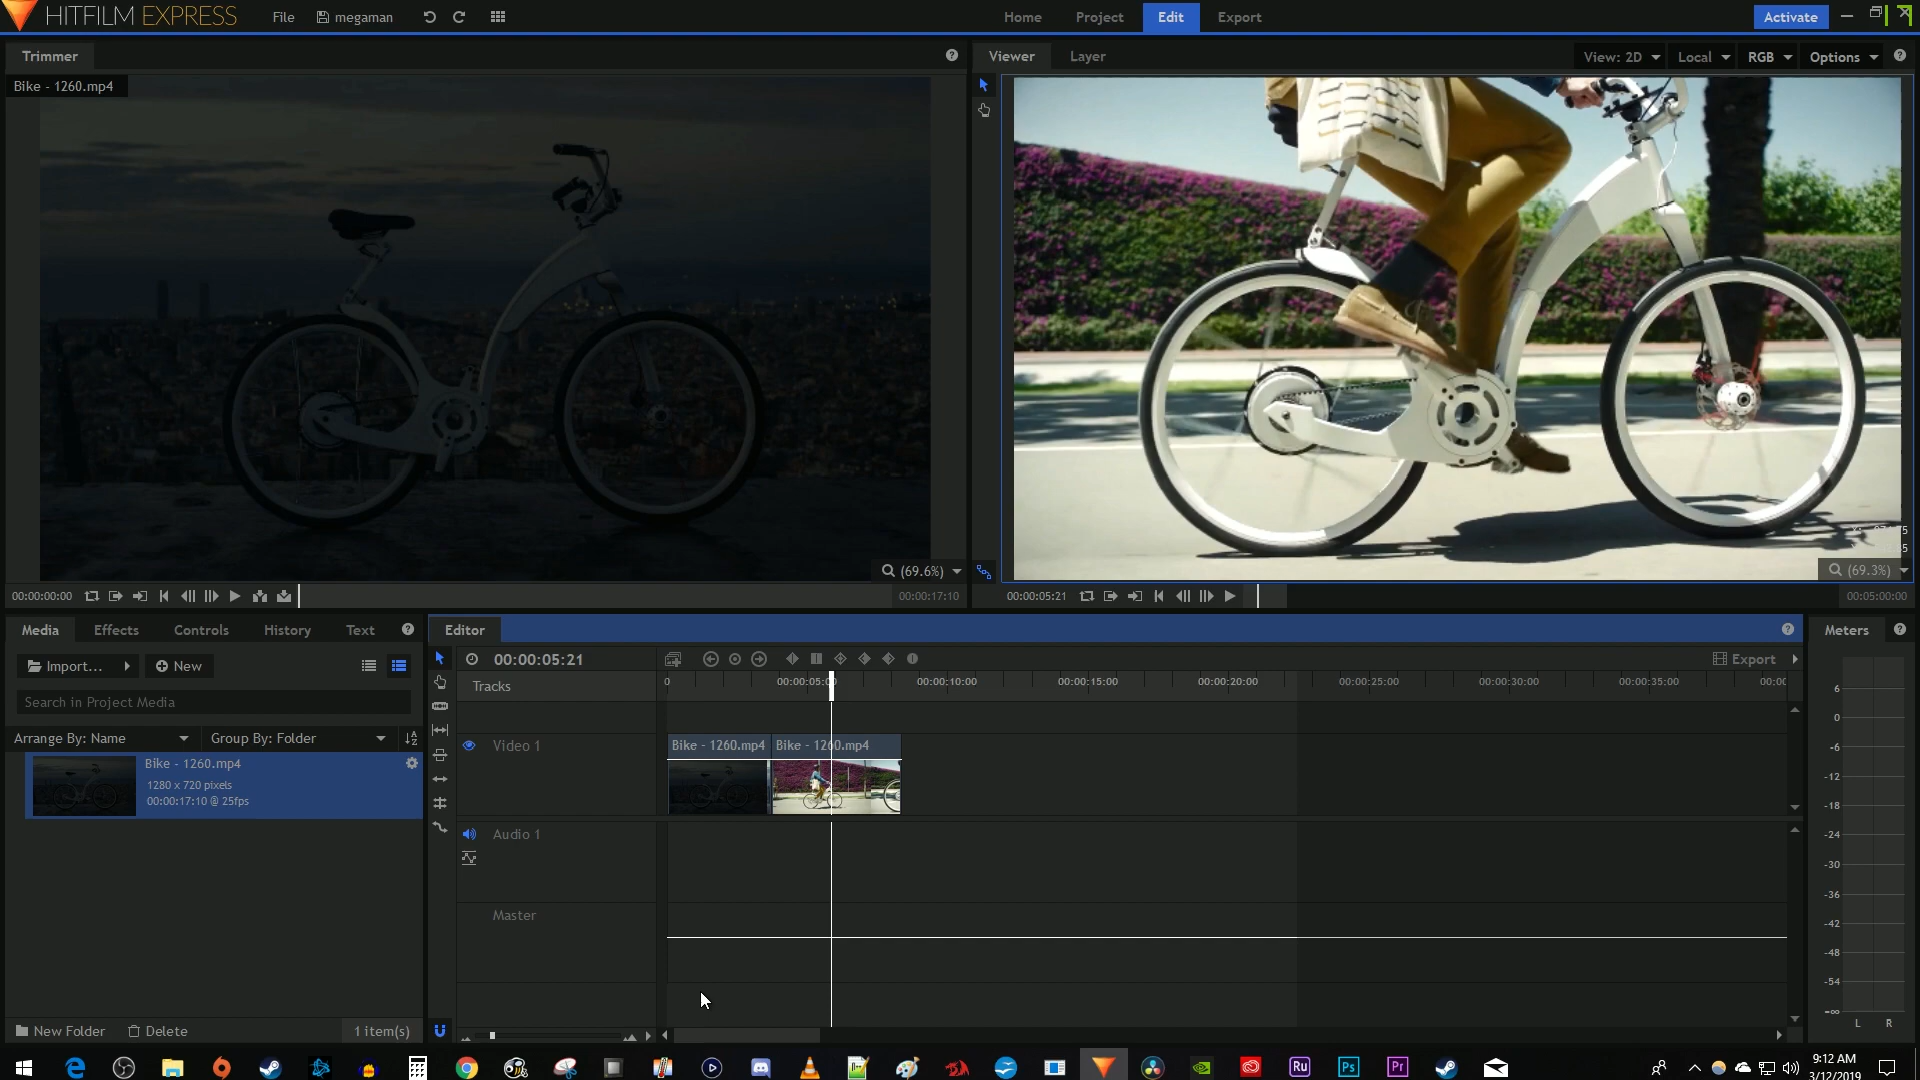 HITFILM EXPRESS File megaman Home Project Edit Export Activate
Trimmer
Viewer Layer View: 2D Local RGB Options
Bike - 1260.mp4
(69.6%)
(69.3%)
00:00:00:00 00:00:17:10
00:00:05:21 00:05:00:00
Media Effects Controls History Text
Import... New
Search in Project Media
Arrange By: Name Group By: Folder
Bike - 1260.mp4
1280 x 720 pixels
00:00:17:10 @ 25fps
New Folder Delete 1 item(s)
Editor
00:00:05:21 Export
Tracks 0 00:00:05:00 00:00:10:00 00:00:15:00 00:00:20:00 00:00:25:00 00:00:30:00 00:00:35:00 00:00
Video 1 Bike - 1260.mp4 Bike - 1260.mp4
Audio 1
Master
Meters
6
0
-6
-12
-18
-24
-30
-36
-42
-48
-54
-∞
L R
Ru Ps Pr
9:12 AM
3/12/2019